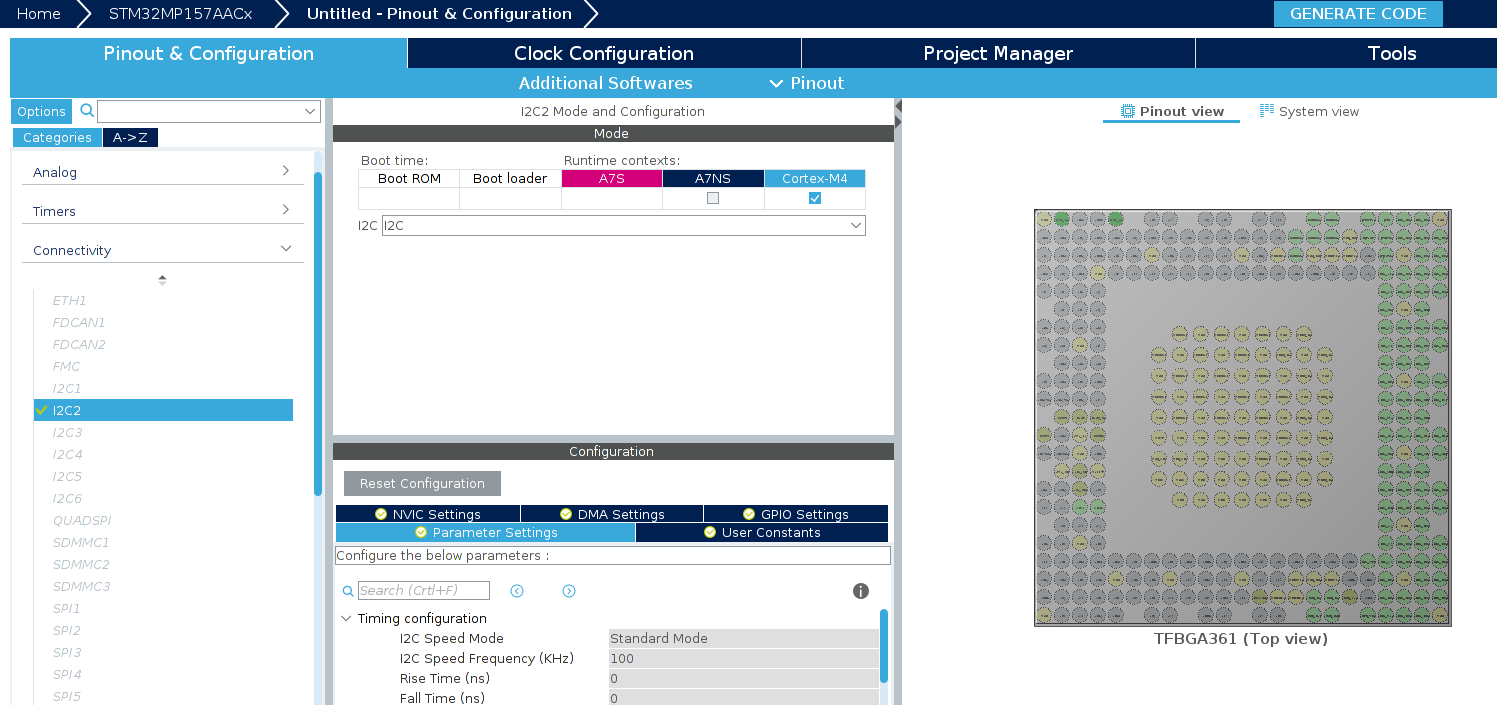 Home STM32MP157AACx Untitled - Pinout & Configuration GENERATE CODE
Pinout & Configuration Clock Configuration Project Manager Tools
Additional Softwares Pinout
Options
Categories A->Z
Analog
Timers
Connectivity
ETH1
FDCAN1
FDCAN2
FMC
I2C1
I2C2
I2C3
I2C4
I2C5
I2C6
QUADSPI
SDMMC1
SDMMC2
SDMMC3
SPI1
SPI2
SPI3
SPI4
SPI5
I2C2 Mode and Configuration
Mode
Boot time: Runtime contexts:
Boot ROM Boot loader A7S A7NS Cortex-M4
I2C I2C
Configuration
Reset Configuration
NVIC Settings DMA Settings GPIO Settings
Parameter Settings User Constants
Configure the below parameters :
Search (Crtl+F)
Timing configuration
I2C Speed Mode Standard Mode
I2C Speed Frequency (KHz) 100
Rise Time (ns) 0
Fall Time (ns) 0
Pinout view System view
TFBGA361 (Top view)